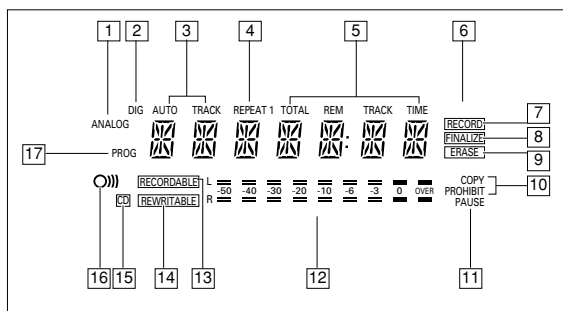 1 2 3 4 5 6
DIG AUTO TRACK REPEAT 1 TOTAL REM TRACK TIME
ANALOG
RECORD 7
FINALIZE 8
17 PROG ERASE 9
RECORDABLE L COPY
-50 -40 -30 -20 -10 -6 -3 0 OVER PROHIBIT 10
CD REWRITABLE R PAUSE
16 15 14 13 12 11